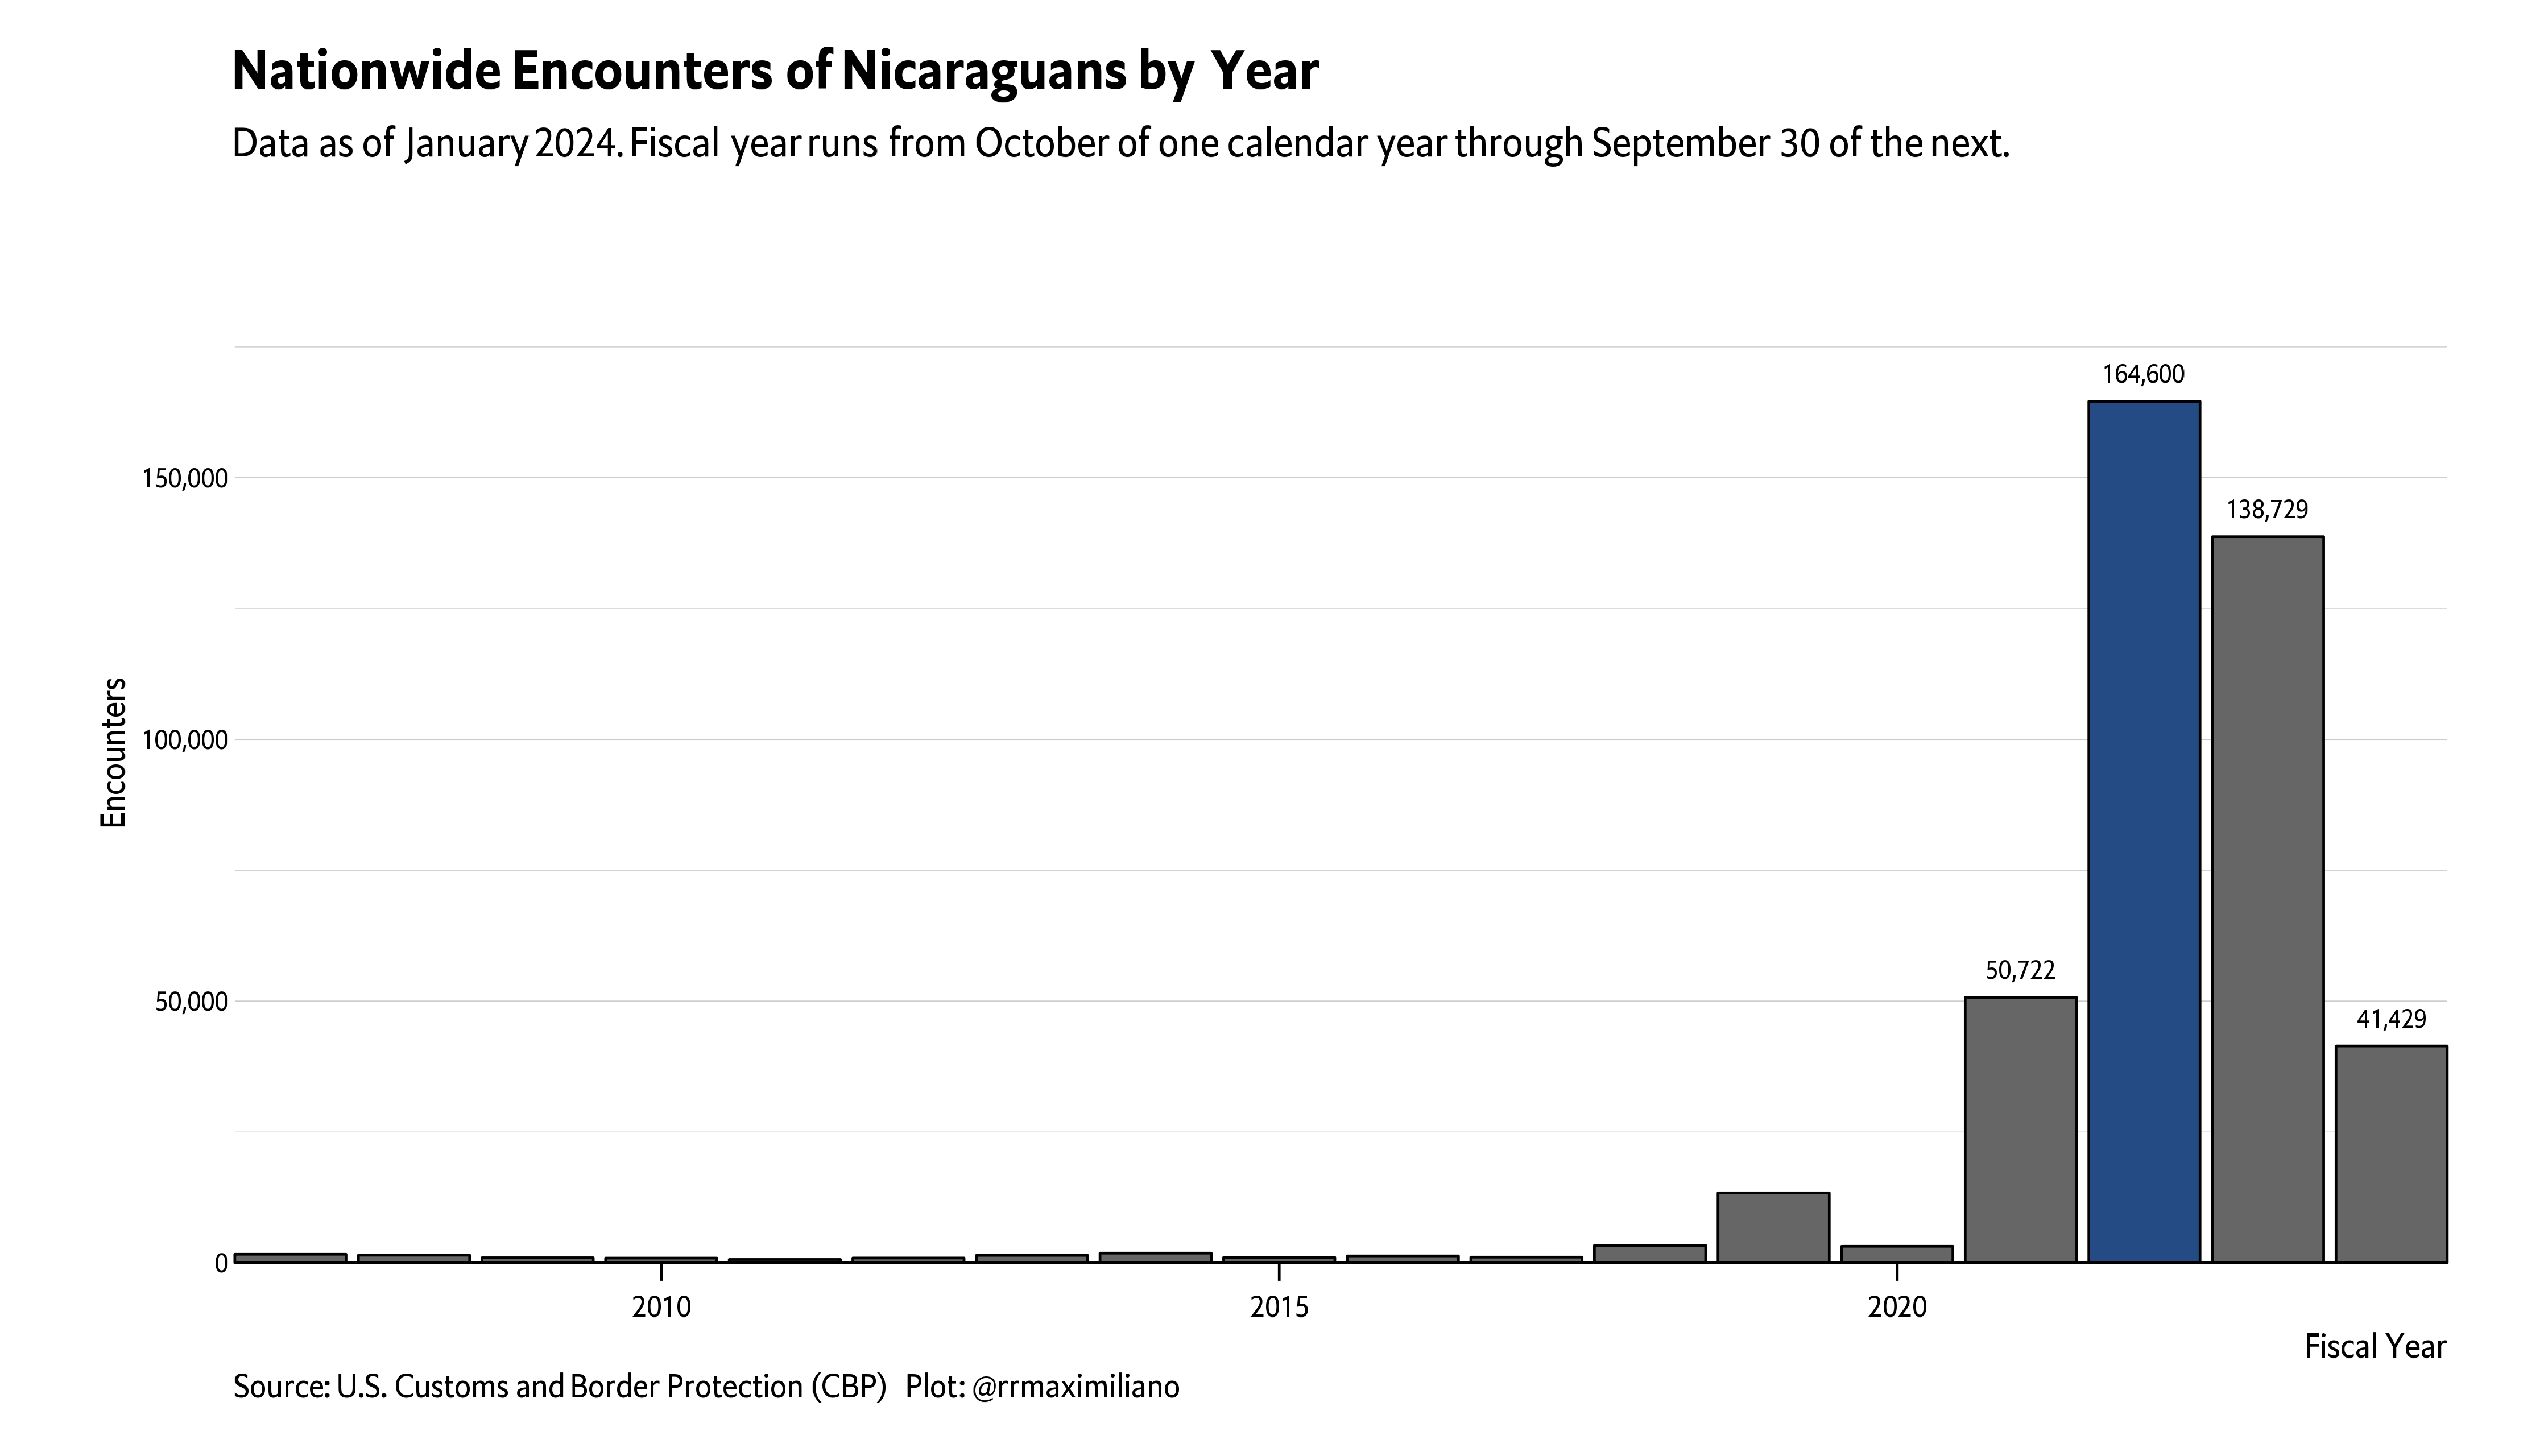 Nationwide Encounters of Nicaraguans by Year
Data as of January 2024. Fiscal year runs from October of one calendar year through September 30 of the next.
164,600
150,000
138,729
100,000
Encounters
50,722
50,000
41,429
0
2010 2015 2020
Fiscal Year
Source: U.S. Customs and Border Protection (CBP) Plot: @rrmaximiliano